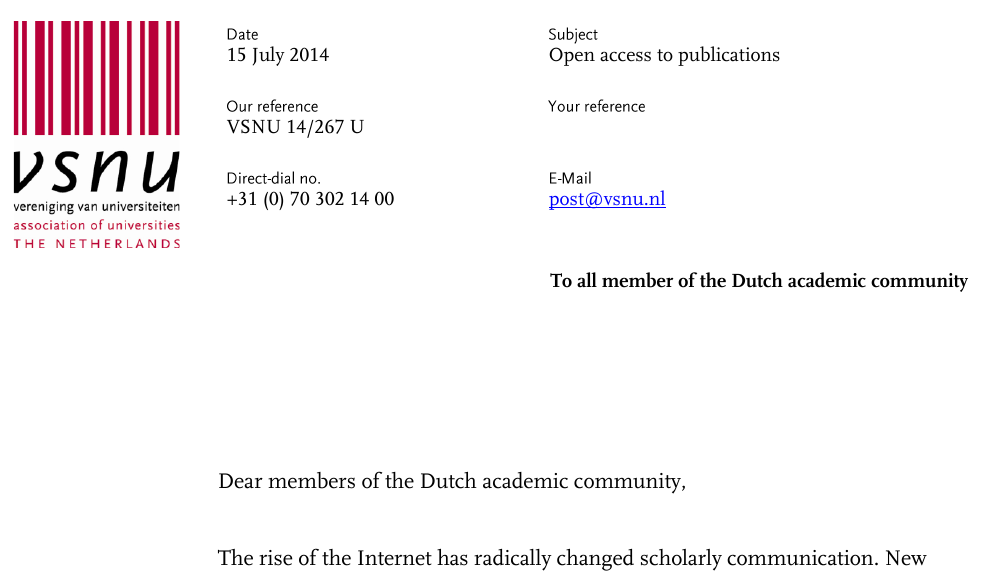 vsnu
vereniging van universiteiten
association of universities
THE NETHERLANDS
Date
15 July 2014
Subject
Open access to publications
Our reference
VSNU 14/267 U
Your reference
Direct-dial no.
+31 (0) 70 302 14 00
E-Mail
post@vsnu.nl
To all member of the Dutch academic community
Dear members of the Dutch academic community,
The rise of the Internet has radically changed scholarly communication. New